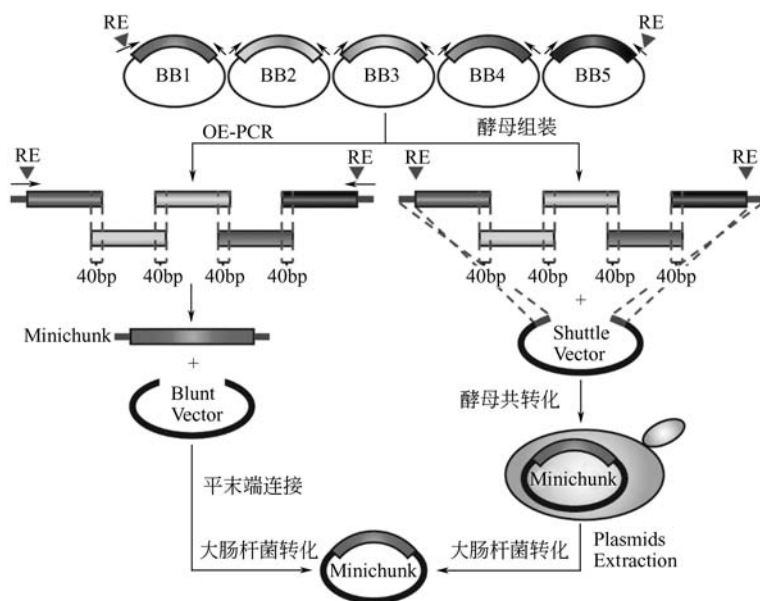 RE
RE
BB1
BB2
BB3
BB4
BB5
OE-PCR
酵母组装
RE
RE
RE
RE
40bp
40bp
40bp
40bp
40bp
40bp
40bp
40bp
+
Minichunk
Shuttle
Vector
+
Blunt
Vector
酵母共转化
Minichunk
平末端连接
大肠杆菌转化
大肠杆菌转化
Plasmids
Extraction
Minichunk